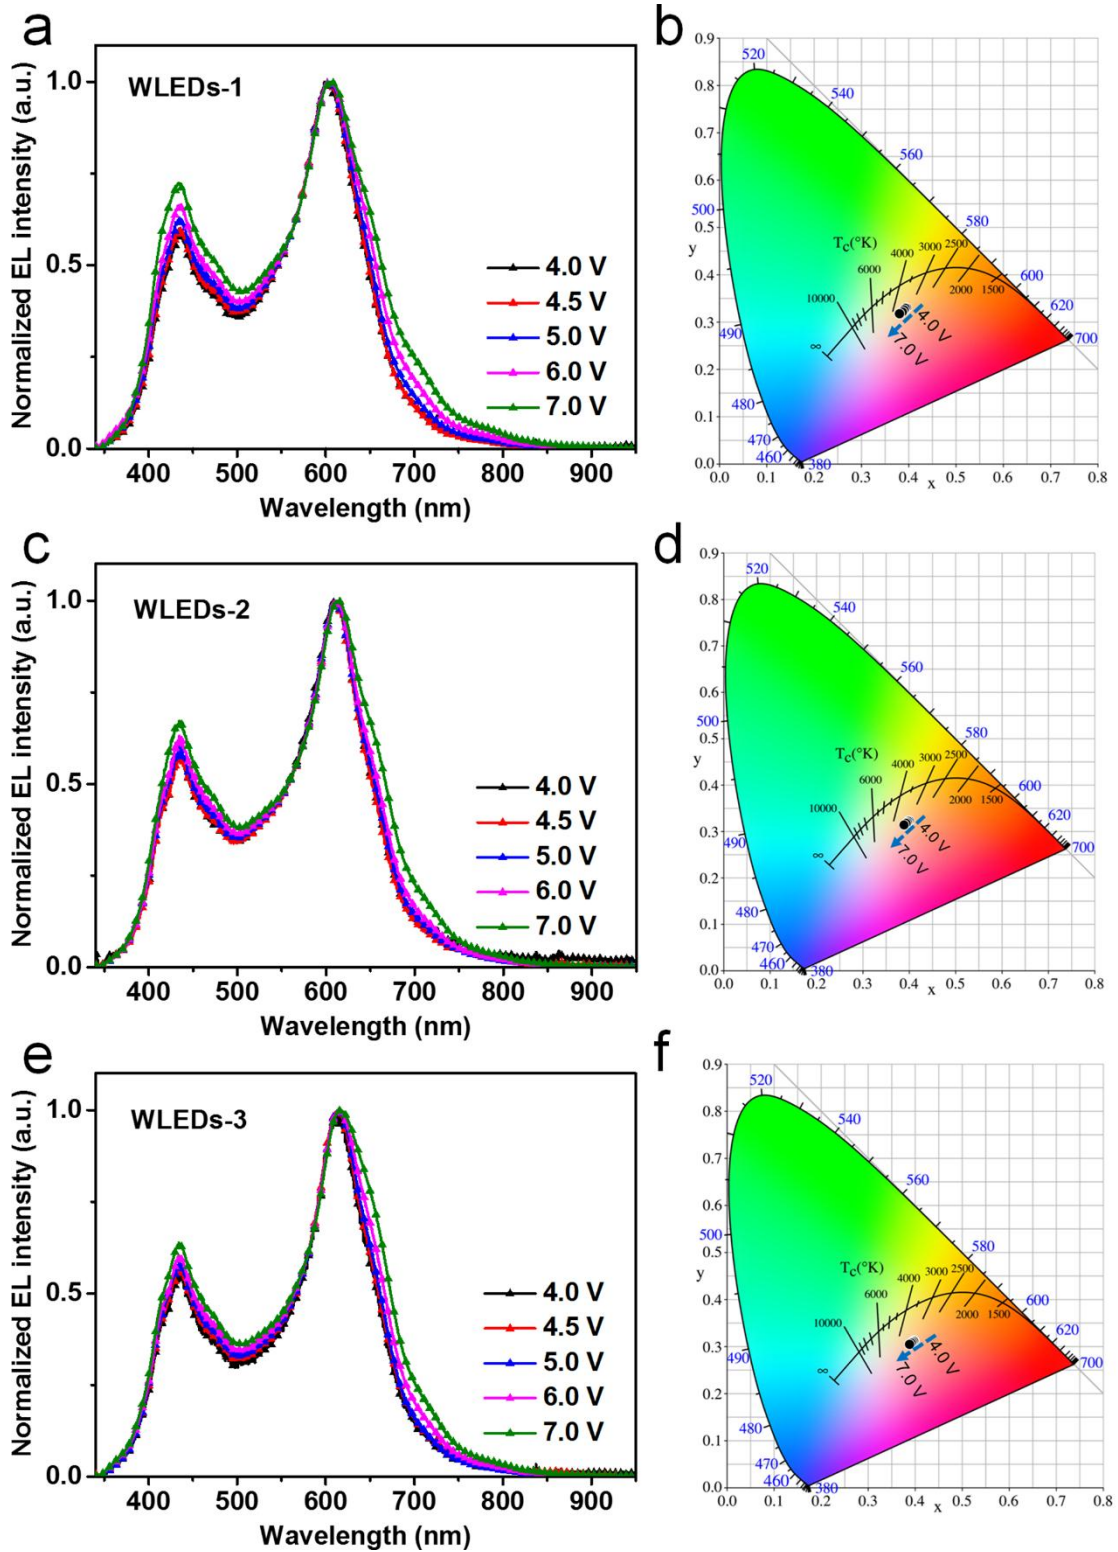 a
WLEDs-1
Normalized EL intensity (a.u.)
1.0
0.5
0.0
4.0 V
4.5 V
5.0 V
6.0 V
7.0 V
400 500 600 700 800 900
Wavelength (nm)
b
0.9
0.8
0.7
0.6
0.5
y
0.4
0.3
0.2
0.1
0.0
520
540
560
500
580
490
600
620
700
480
470
460
380
Tc(°K)
3000 2500
4000
6000
2000 1500
10000
∞
4.0 V
7.0 V
0.0 0.1 0.2 0.3 0.4 0.5 0.6 0.7 0.8
x
c
WLEDs-2
Normalized EL intensity (a.u.)
1.0
0.5
0.0
4.0 V
4.5 V
5.0 V
6.0 V
7.0 V
400 500 600 700 800 900
Wavelength (nm)
d
0.9
0.8
0.7
0.6
0.5
y
0.4
0.3
0.2
0.1
0.0
520
540
560
500
580
490
600
620
700
480
470
460
380
Tc(°K)
3000 2500
4000
6000
2000 1500
10000
∞
4.0 V
7.0 V
0.0 0.1 0.2 0.3 0.4 0.5 0.6 0.7 0.8
x
e
WLEDs-3
Normalized EL intensity (a.u.)
1.0
0.5
0.0
4.0 V
4.5 V
5.0 V
6.0 V
7.0 V
400 500 600 700 800 900
Wavelength (nm)
f
0.9
0.8
0.7
0.6
0.5
y
0.4
0.3
0.2
0.1
0.0
520
540
560
500
580
490
600
620
700
480
470
460
380
Tc(°K)
3000 2500
4000
6000
2000 1500
10000
∞
4.0 V
7.0 V
0.0 0.1 0.2 0.3 0.4 0.5 0.6 0.7 0.8
x